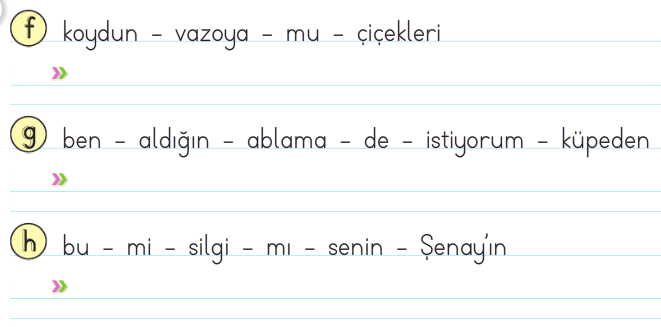 f koydun - vazoya - mu - çiçekleri
g ben - aldığın - ablama - de - istiyorum - küpeden
h bu - mi - silgi - mı - senin - Şenay'ın